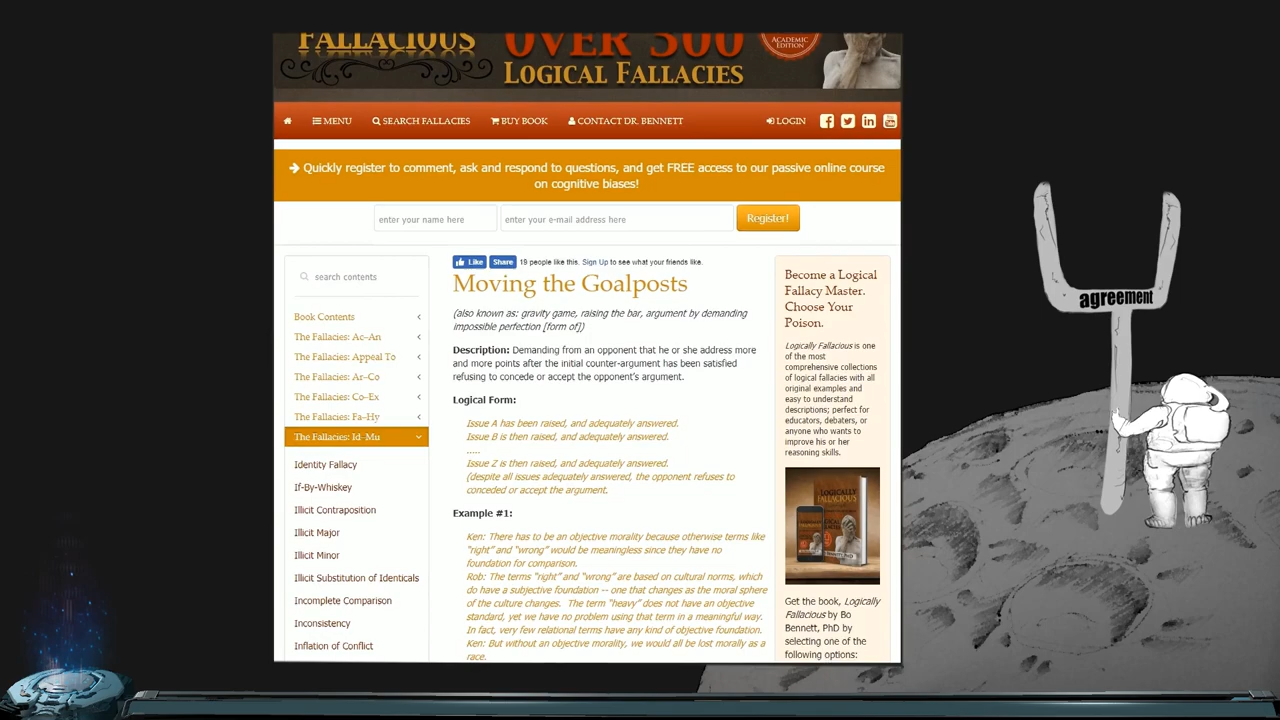 FALLACIOUS
OVER 300
LOGICAL FALLACIES
ACADEMIC
EDITION
MENU
SEARCH FALLACIES
BUY BOOK
CONTACT DR. BENNETT
LOGIN
Quickly register to comment, ask and respond to questions, and get FREE access to our passive online course
on cognitive biases!
enter your name here
enter your e-mail address here
Register!
search contents
Book Contents
The Fallacies: Ac-An
The Fallacies: Appeal To
The Fallacies: Ar-Co
The Fallacies: Co-Ex
The Fallacies: Fa-Hy
The Fallacies: Id-Mu
Identity Fallacy
If-By-Whiskey
Illicit Contraposition
Illicit Major
Illicit Minor
Illicit Substitution of Identicals
Incomplete Comparison
Inconsistency
Inflation of Conflict
Like
Share
19 people like this. Sign Up to see what your friends like.
Moving the Goalposts
(also known as: gravity game, raising the bar, argument by demanding
impossible perfection [form of])
Description: Demanding from an opponent that he or she address more
and more points after the initial counter-argument has been satisfied
refusing to concede or accept the opponent's argument.
Logical Form:
Issue A has been raised, and adequately answered.
Issue B is then raised, and adequately answered.
.....
Issue Z is then raised, and adequately answered.
(despite all issues adequately answered, the opponent refuses to
conceded or accept the argument.
Example #1:
Ken: There has to be an objective morality because otherwise terms like
"right" and "wrong" would be meaningless since they have no
foundation for comparison.
Rob: The terms "right" and "wrong" are based on cultural norms, which
do have a subjective foundation -- one that changes as the moral sphere
of the culture changes.  The term "heavy" does not have an objective
standard, yet we have no problem using that term in a meaningful way.
In fact, very few relational terms have any kind of objective foundation.
Ken: But without an objective morality, we would all be lost morally as a
race.
Become a Logical
Fallacy Master.
Choose Your
Poison.
Logically Fallacious is one
of the most
comprehensive collections
of logical fallacies with all
original examples and
easy to understand
descriptions; perfect for
educators, debaters, or
anyone who wants to
improve his or her
reasoning skills.
LOGICALLY
FALLACIOUS
Get the book, Logically
Fallacious by Bo
Bennett, PhD by
selecting one of the
following options:
agreement